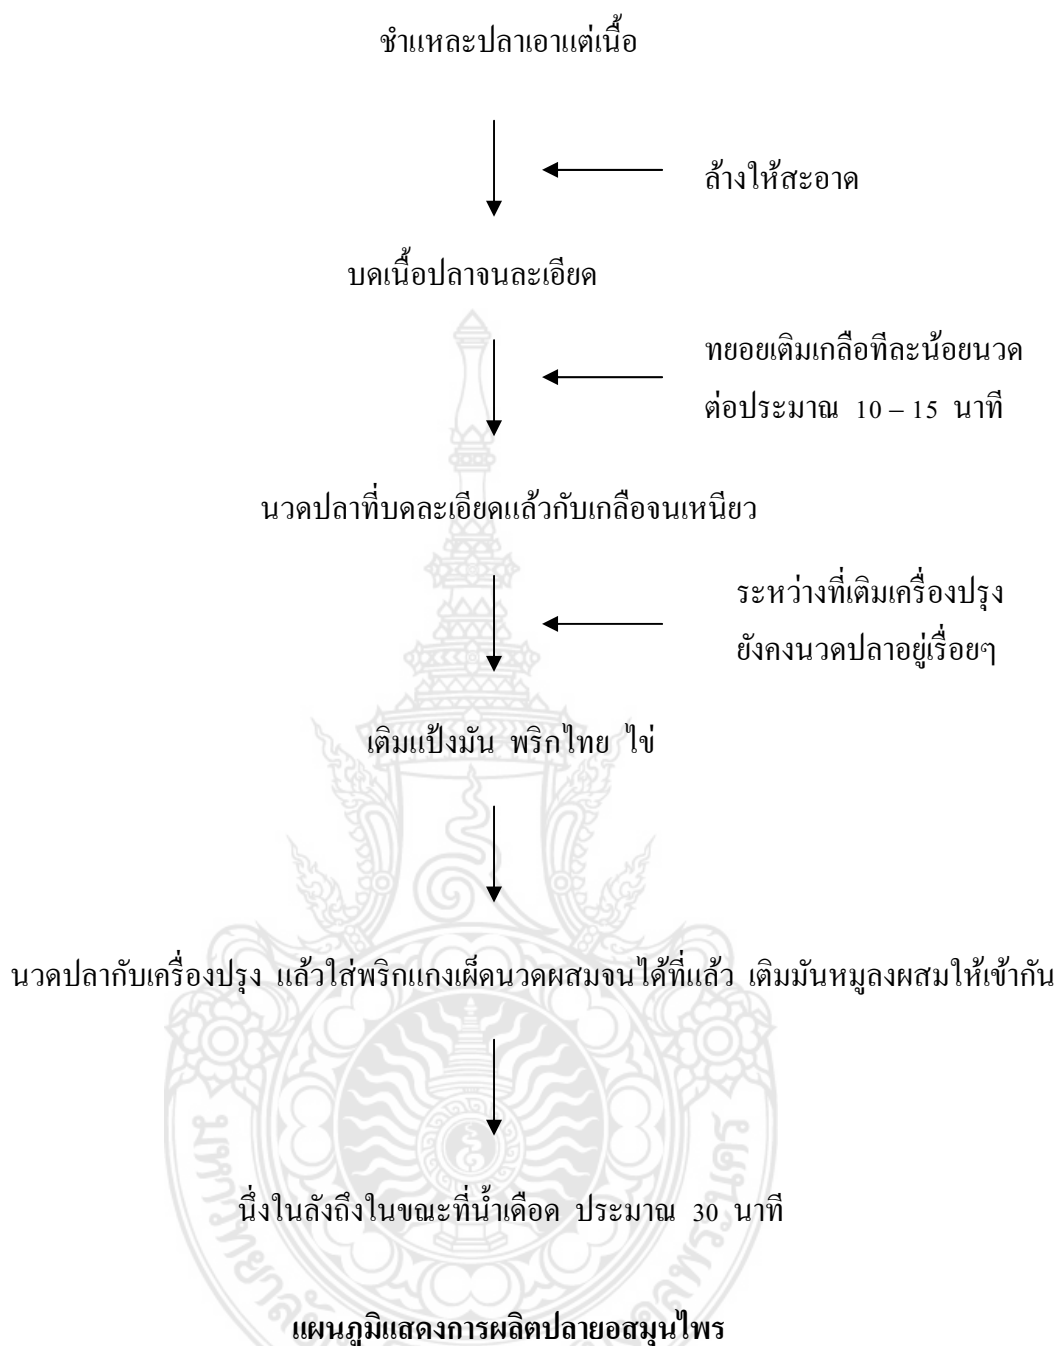 ชำแหละปลาเอาแต่เนื้อ
ล้างให้สะอาด
บดเนื้อปลาจนละเอียด
ทยอยเติมเกลือทีละน้อยนวด
ต่อประมาณ 10 – 15 นาที
นวดปลาที่บดละเอียดแล้วกับเกลือจนเหนียว
ระหว่างที่เติมเครื่องปรุง
ยังคงนวดปลาอยู่เรื่อยๆ
เติมแป้งมัน พริกไทย ไข่
นวดปลากับเครื่องปรุง แล้วใส่พริกแกงเผ็ดนวดผสมจนได้ที่แล้ว เติมมันหมูลงผสมให้เข้ากัน
นึ่งในลังถึงในขณะที่น้ำเดือด ประมาณ 30 นาที
แผนภูมิแสดงการผลิตปลายอสมุนไพร